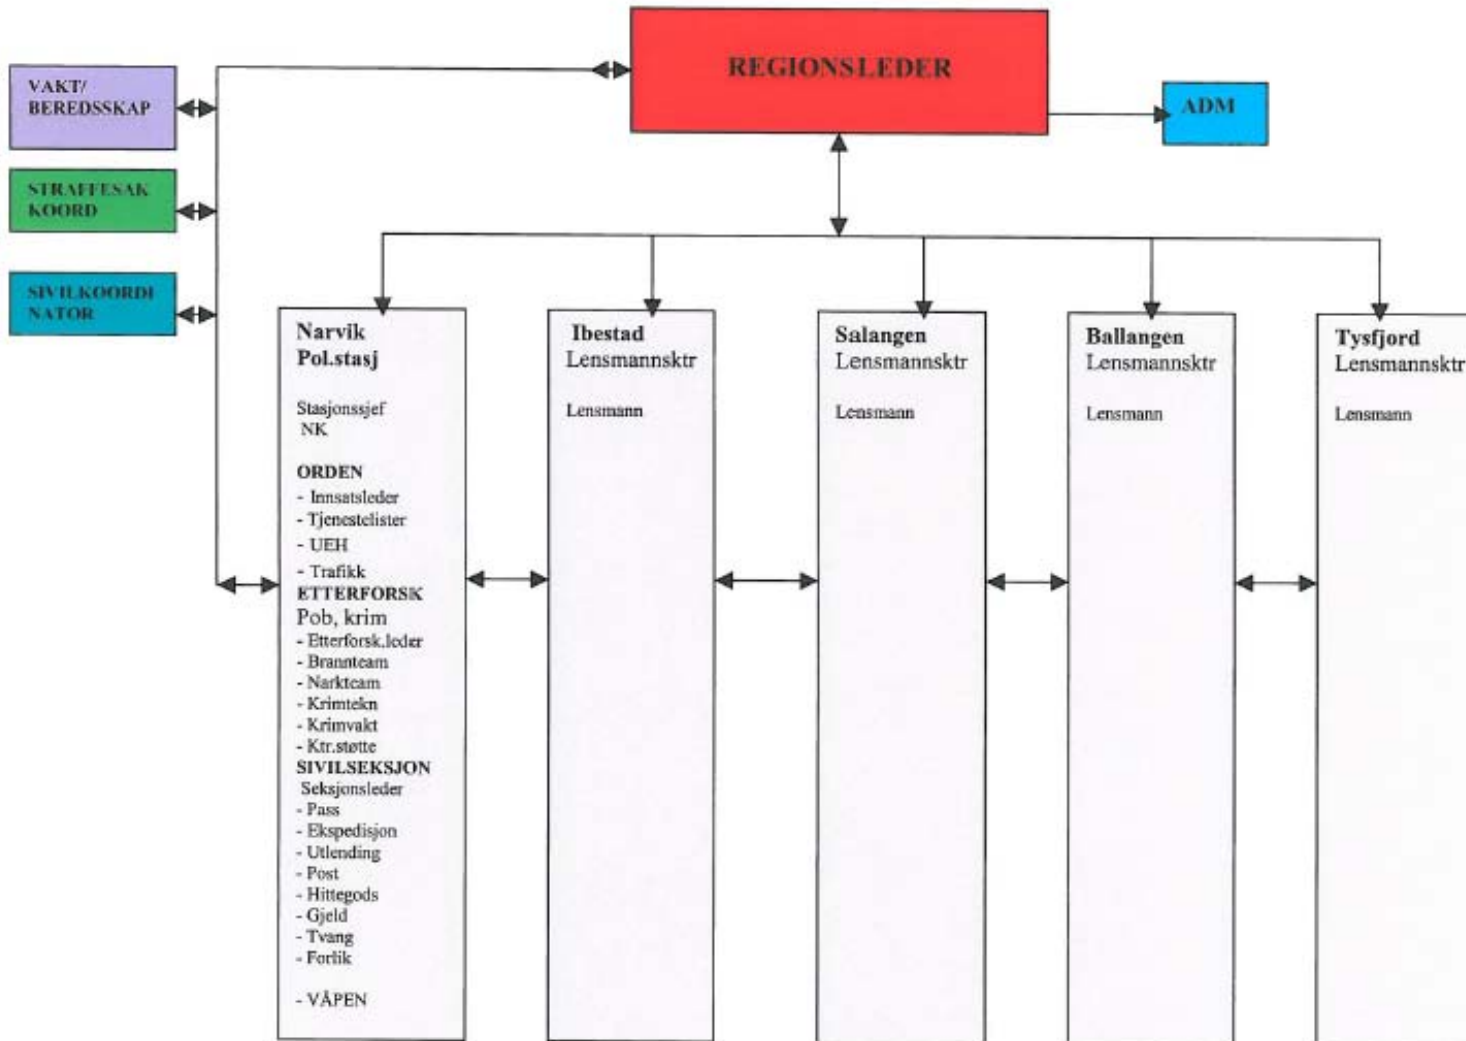 REGIONSLEDER
ADM
VAKT/
BEREDSSKAP
STRAFFESAK
KOORD
SIVILKOORDI
NATOR
Narvik
Pol.stasj
Stasjonssjef
NK
ORDEN
- Innsatsleder
- Tjenestelister
- UEH
- Trafikk
ETTERFORSK
Pob, krim
- Etterforsk.leder
- Brannteam
- Narkteam
- Krimtekn
- Krimvakt
- Ktr.støtte
SIVILSEKSJON
Seksjonsleder
- Pass
- Ekspedisjon
- Utlending
- Post
- Hittegods
- Gjeld
- Tvang
- Forlik
- VÅPEN
Ibestad
Lensmannsktr
Lensmann
Salangen
Lensmannsktr
Lensmann
Ballangen
Lensmannsktr
Lensmann
Tysfjord
Lensmannsktr
Lensmann